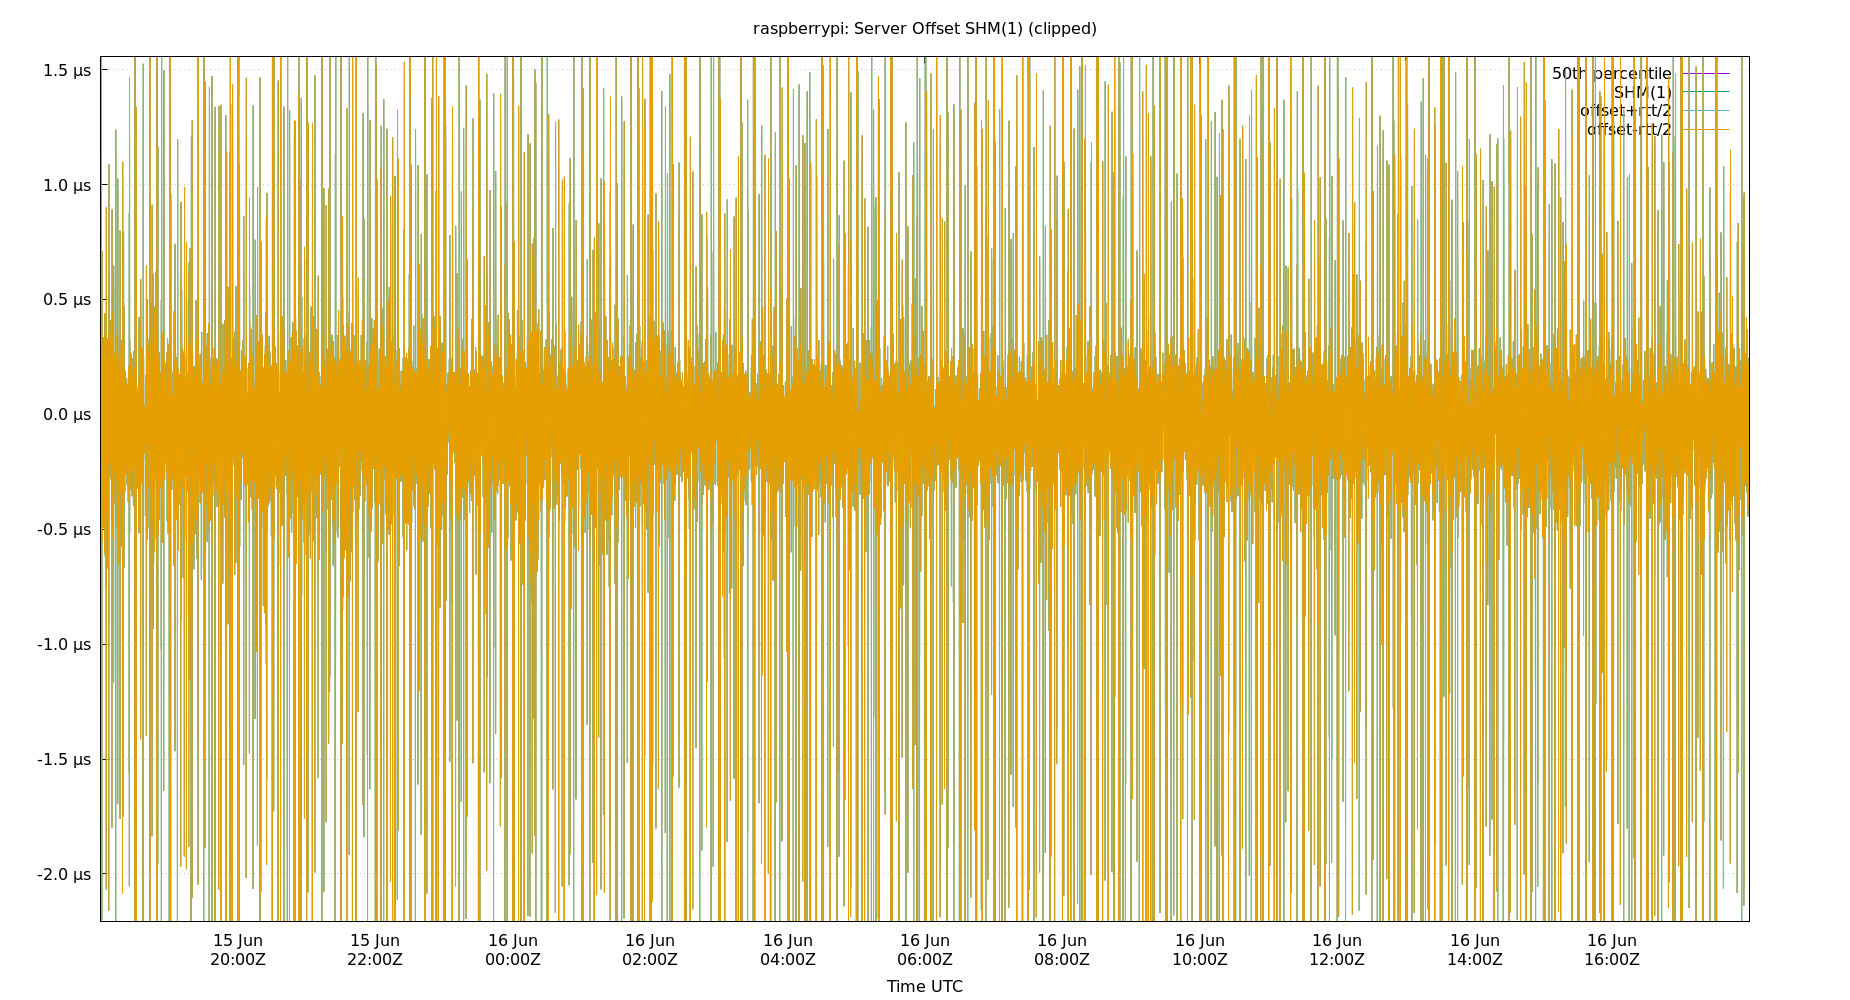 raspberrypi: Server Offset SHM(1) (clipped)
1.5 μs
1.0 μs
0.5 μs
0.0 μs
-0.5 μs
-1.0 μs
-1.5 μs
-2.0 μs
50th percentile
SHM(1)
offset+rtt/2
offset-rtt/2
15 Jun 15 Jun 16 Jun 16 Jun 16 Jun 16 Jun 16 Jun 16 Jun 16 Jun 16 Jun 16 Jun
20:00Z 22:00Z 00:00Z 02:00Z 04:00Z 06:00Z 08:00Z 10:00Z 12:00Z 14:00Z 16:00Z
Time UTC